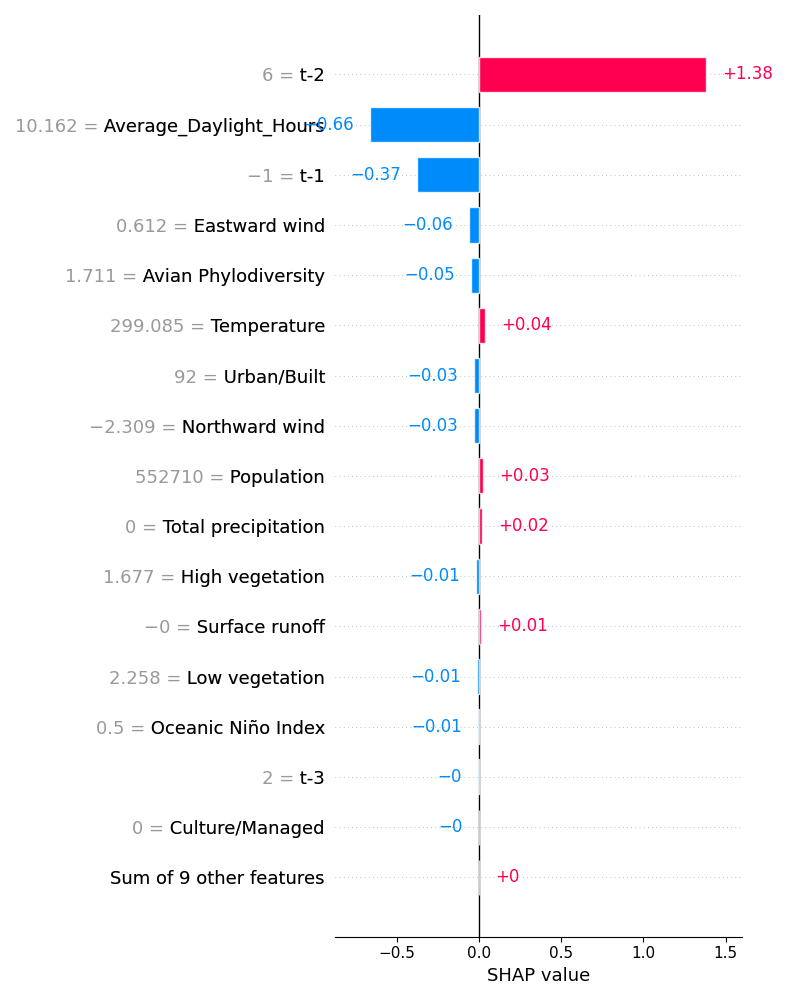 6 = t-2 +1.38
10.162 = Average_Daylight_Hours −0.66
−1 = t-1 −0.37
0.612 = Eastward wind −0.06
1.711 = Avian Phylodiversity −0.05
299.085 = Temperature +0.04
92 = Urban/Built −0.03
−2.309 = Northward wind −0.03
552710 = Population +0.03
0 = Total precipitation +0.02
1.677 = High vegetation −0.01
−0 = Surface runoff +0.01
2.258 = Low vegetation −0.01
0.5 = Oceanic Niño Index −0.01
2 = t-3 −0
0 = Culture/Managed −0
Sum of 9 other features +0
−0.5 0.0 0.5 1.0 1.5
SHAP value